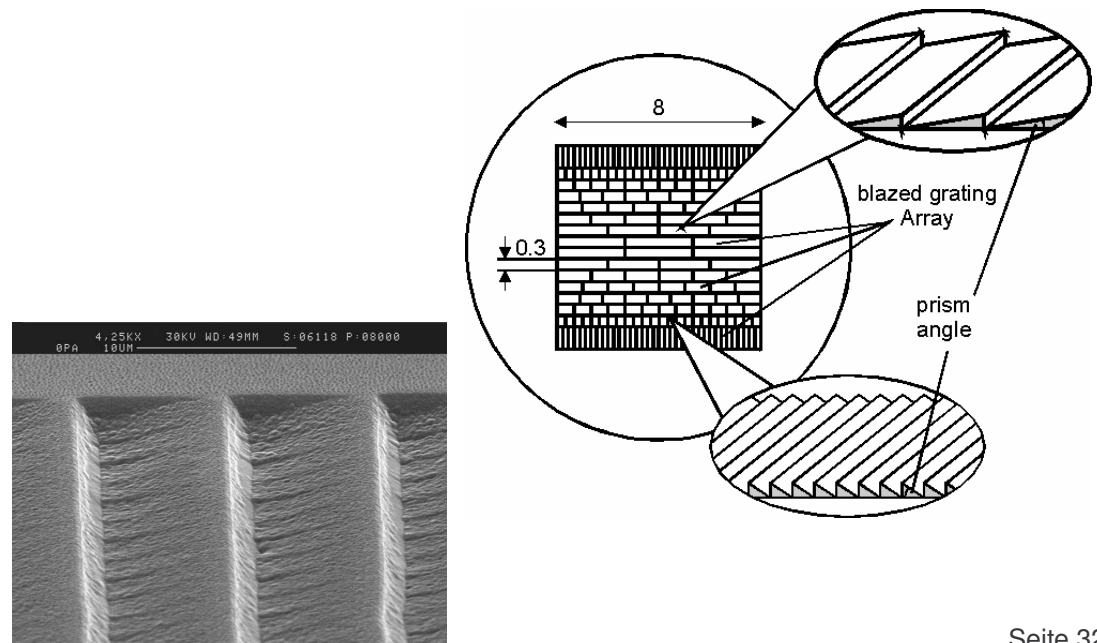 8
0.3
blazed grating
Array
prism
angle
4,25KX 30KV WD:49MM S:06118 P:08000
0PA 10UM
Seite 32